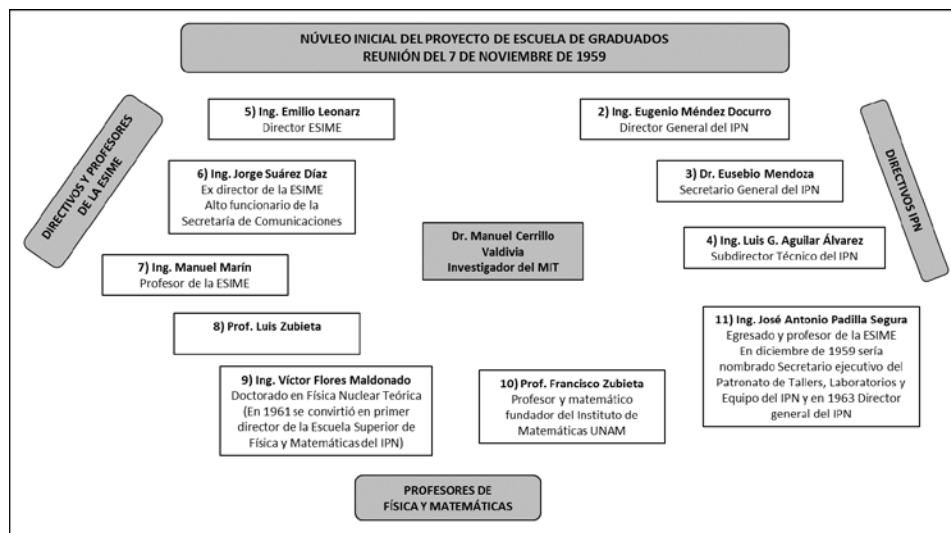 NÚVLEO INICIAL DEL PROYECTO DE ESCUELA DE GRADUADOS
REUNIÓN DEL 7 DE NOVIEMBRE DE 1959
DIRECTIVOS Y PROFESORES
DE LA ESIME
5) Ing. Emilio Leonarz
Director ESIME
2) Ing. Eugenio Méndez Docurro
Director General del IPN
DIRECTIVOS IPN
6) Ing. Jorge Suárez Díaz
Ex director de la ESIME
Alto funcionario de la
Secretaría de Comunicaciones
3) Dr. Eusebio Mendoza
Secretario General del IPN
Dr. Manuel Cerrillo
Valdivia
Investigador del MIT
4) Ing. Luis G. Aguilar Álvarez
Subdirector Técnico del IPN
7) Ing. Manuel Marín
Profesor de la ESIME
8) Prof. Luis Zubieta
11) Ing. José Antonio Padilla Segura
Egresado y profesor de la ESIME
En diciembre de 1959 sería
nombrado Secretario ejecutivo del
Patronato de Tallers, Laboratorios y
Equipo del IPN y en 1963 Director
general del IPN
9) Ing. Víctor Flores Maldonado
Doctorado en Física Nuclear Teórica
(En 1961 se convirtió en primer
director de la Escuela Superior de
Física y Matemáticas del IPN)
10) Prof. Francisco Zubieta
Profesor y matemático
fundador del Instituto de
Matemáticas UNAM
PROFESORES DE
FÍSICA Y MATEMÁTICAS